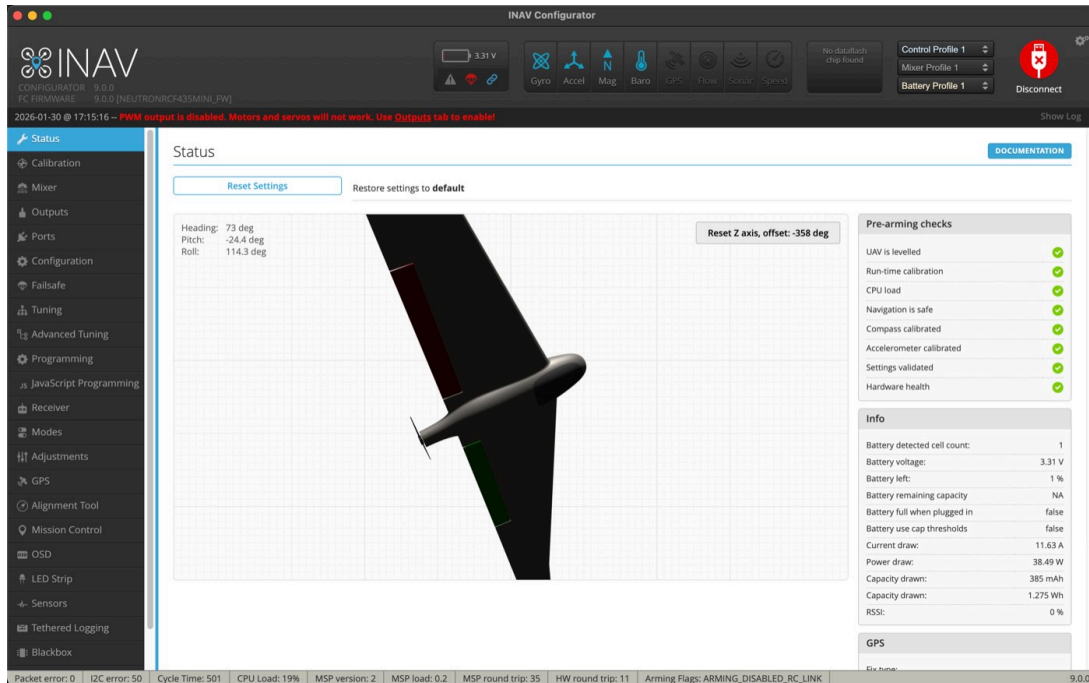 INAV Configurator
INAV
CONFIGURATOR 9.0.0
FC FIRMWARE 9.0.0 [NEUTRONRCF435MINI_FW]
3.31 V
Gyro Accel Mag Baro GPS Flow Sonar Speed
No dataflash
chip found
Control Profile 1
Mixer Profile 1
Battery Profile 1
Disconnect
2026-01-30 @ 17:15:16 -- PWM output is disabled. Motors and servos will not work. Use Outputs tab to enable!
Show Log
Status
Calibration
Mixer
Outputs
Ports
Configuration
Failsafe
Tuning
Advanced Tuning
Programming
JS JavaScript Programming
Receiver
Modes
Adjustments
GPS
Alignment Tool
Mission Control
OSD
LED Strip
Sensors
Tethered Logging
Blackbox
Status
DOCUMENTATION
Reset Settings
Restore settings to default
Heading: 73 deg
Pitch: -24.4 deg
Roll: 114.3 deg
Reset Z axis, offset: -358 deg
Pre-arming checks
UAV is levelled
Run-time calibration
CPU load
Navigation is safe
Compass calibrated
Accelerometer calibrated
Settings validated
Hardware health
Info
Battery detected cell count: 1
Battery voltage: 3.31 V
Battery left: 1 %
Battery remaining capacity NA
Battery full when plugged in false
Battery use cap thresholds false
Current draw: 11.63 A
Power draw: 38.49 W
Capacity drawn: 385 mAh
Capacity drawn: 1.275 Wh
RSSI: 0 %
GPS
Fix type:
Packet error: 0 I2C error: 50 Cycle Time: 501 CPU Load: 19% MSP version: 2 MSP load: 0.2 MSP round trip: 35 HW round trip: 11 Arming Flags: ARMING_DISABLED_RC_LINK 9.0.0